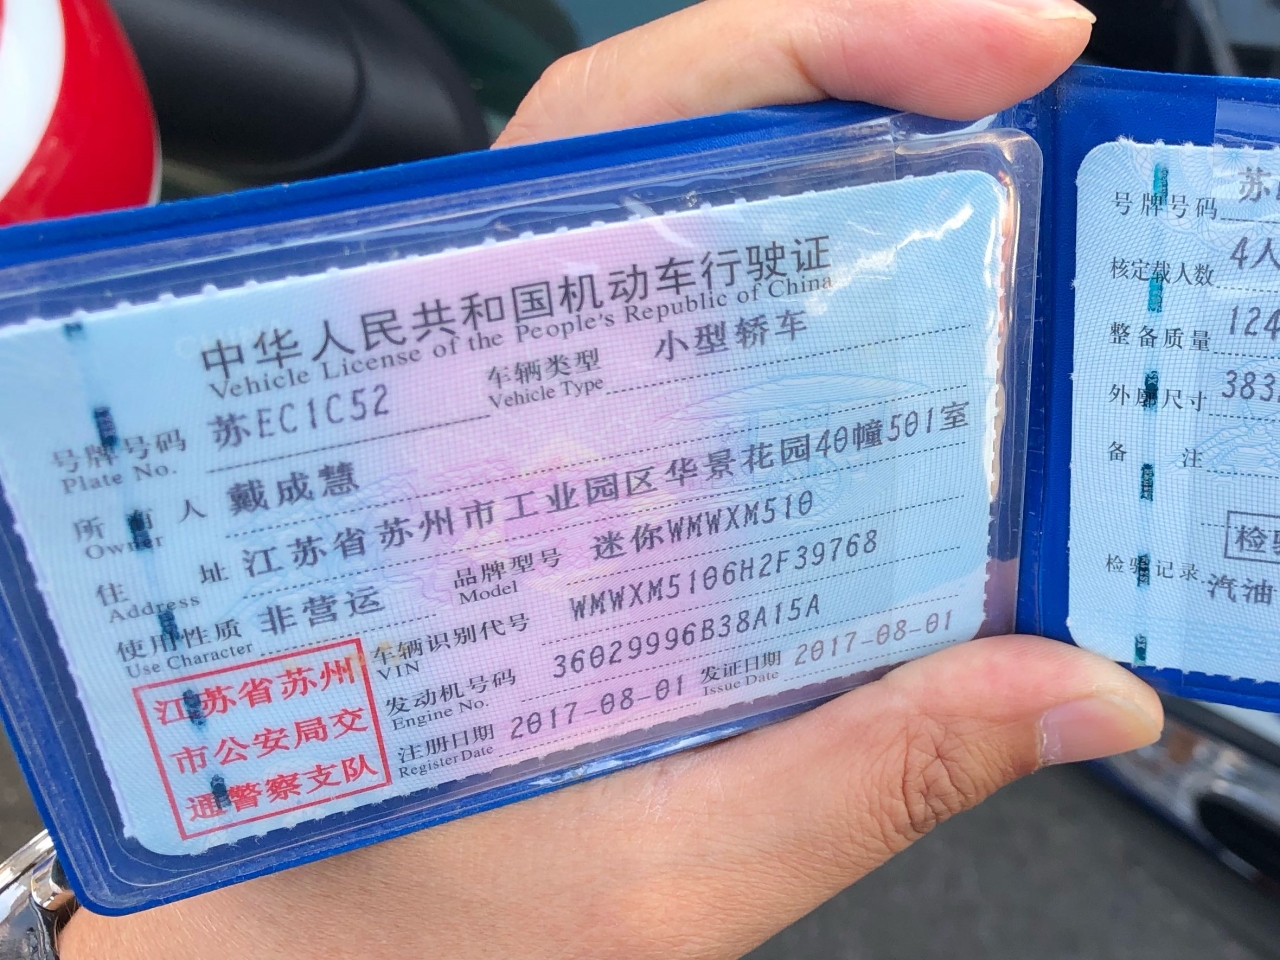 中华人民共和国机动车行驶证
Vehicle License of the People's Republic of China
号牌号码 苏EC1C52 车辆类型 小型轿车
Plate No. Vehicle Type
所有人 戴成慧
Owner
住址 江苏省苏州市工业园区华景花园40幢501室
Address
使用性质 非营运 品牌型号 迷你WMWXM510
Use Character Model
江苏省苏州
市公安局交
通警察支队
车辆识别代号 WMWXM5106H2F39768
VIN
发动机号码 36029996B38A15A
Engine No.
注册日期 2017-08-01 发证日期 2017-08-01
Register Date Issue Date
号牌号码 苏
核定载人数 4人
整备质量 124
外廓尺寸 383
备注
检验记录 汽油